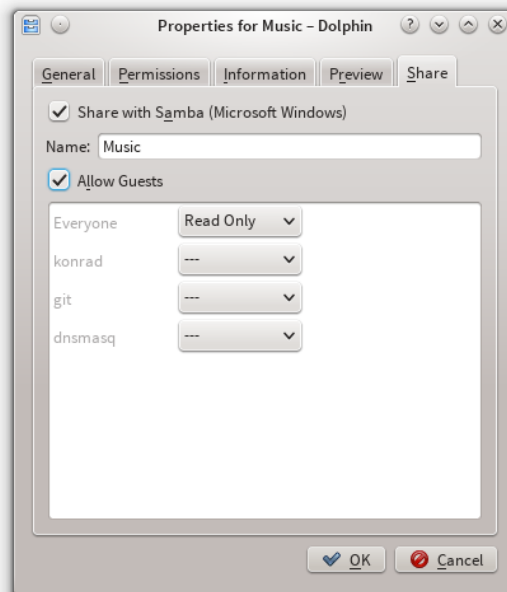 Properties for Music – Dolphin
General Permissions Information Preview Share
Share with Samba (Microsoft Windows)
Name: Music
Allow Guests
Everyone Read Only
konrad ---
git ---
dnsmasq ---
OK Cancel